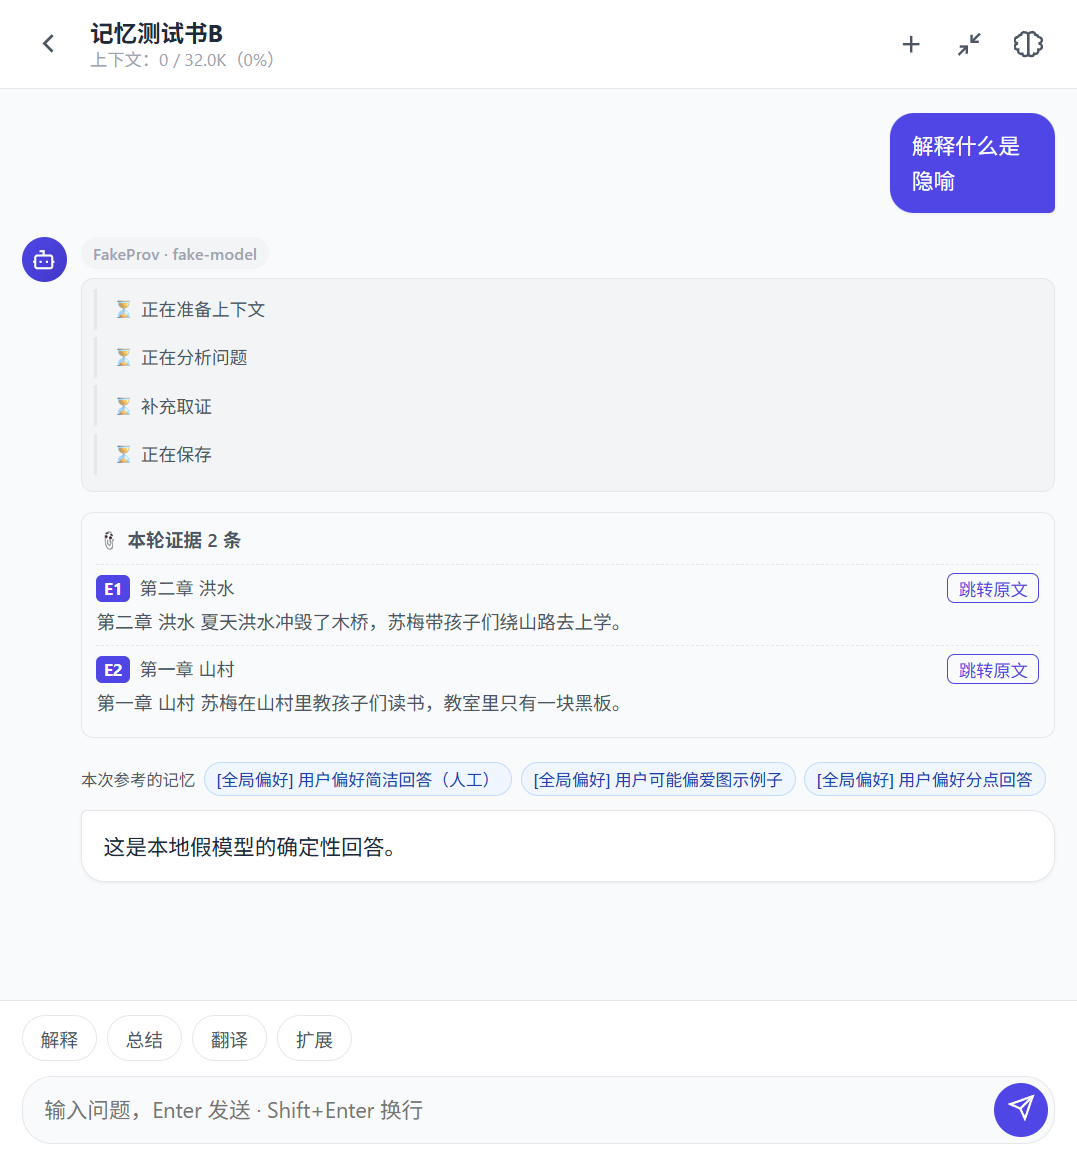 记忆测试书B
上下文：0 / 32.0K（0%）
解释什么是
隐喻
FakeProv · fake-model
⏳ 正在准备上下文
⏳ 正在分析问题
⏳ 补充取证
⏳ 正在保存
本轮证据 2 条
E1 第二章 洪水 跳转原文
第二章 洪水 夏天洪水冲毁了木桥，苏梅带孩子们绕山路去上学。
E2 第一章 山村 跳转原文
第一章 山村 苏梅在山村里教孩子们读书，教室里只有一块黑板。
本次参考的记忆 [全局偏好] 用户偏好简洁回答（人工） [全局偏好] 用户可能偏爱图示例子 [全局偏好] 用户偏好分点回答
这是本地假模型的确定性回答。
解释 总结 翻译 扩展
输入问题，Enter 发送 · Shift+Enter 换行